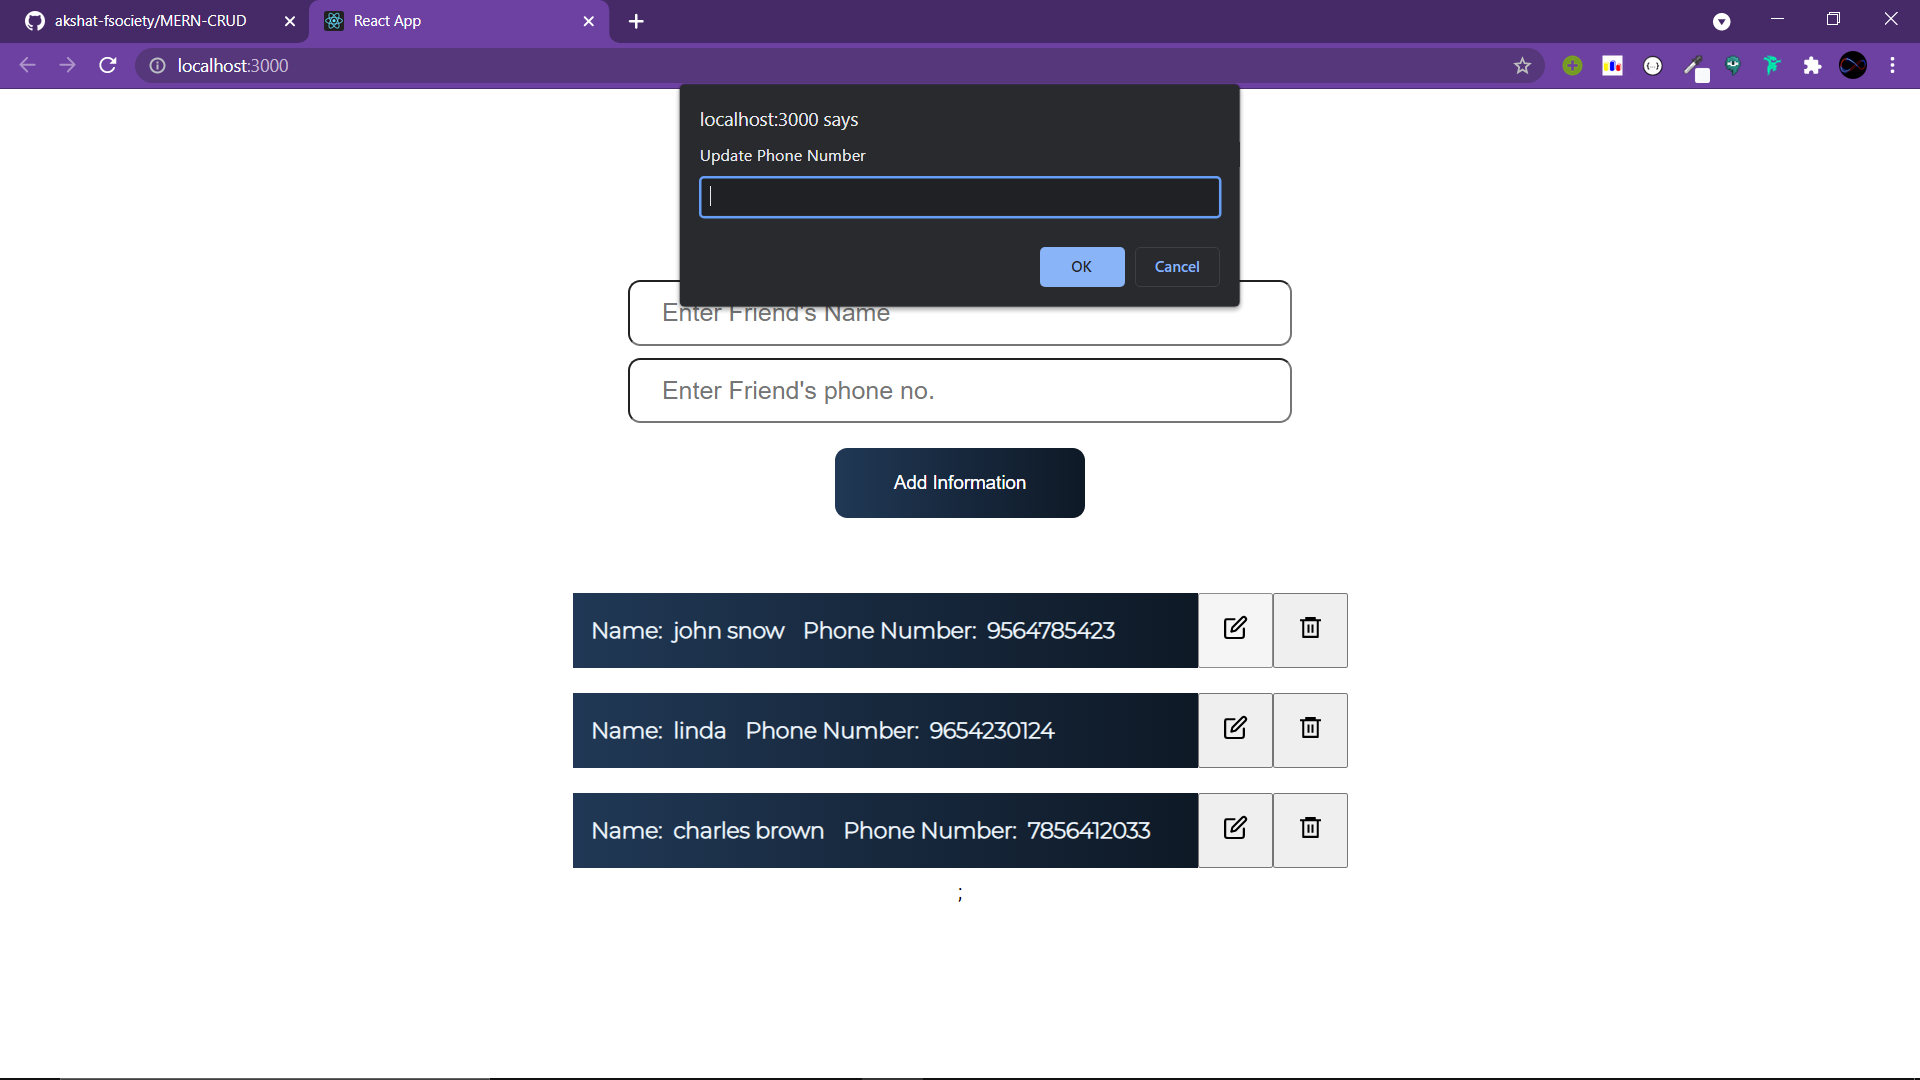 akshat-fsociety/MERN-CRUD
React App
localhost:3000
localhost:3000 says
Update Phone Number
OK
Cancel
Enter Friend's Name
Enter Friend's phone no.
Add Information
Name: john snow Phone Number: 9564785423
Name: linda Phone Number: 9654230124
Name: charles brown Phone Number: 7856412033
;